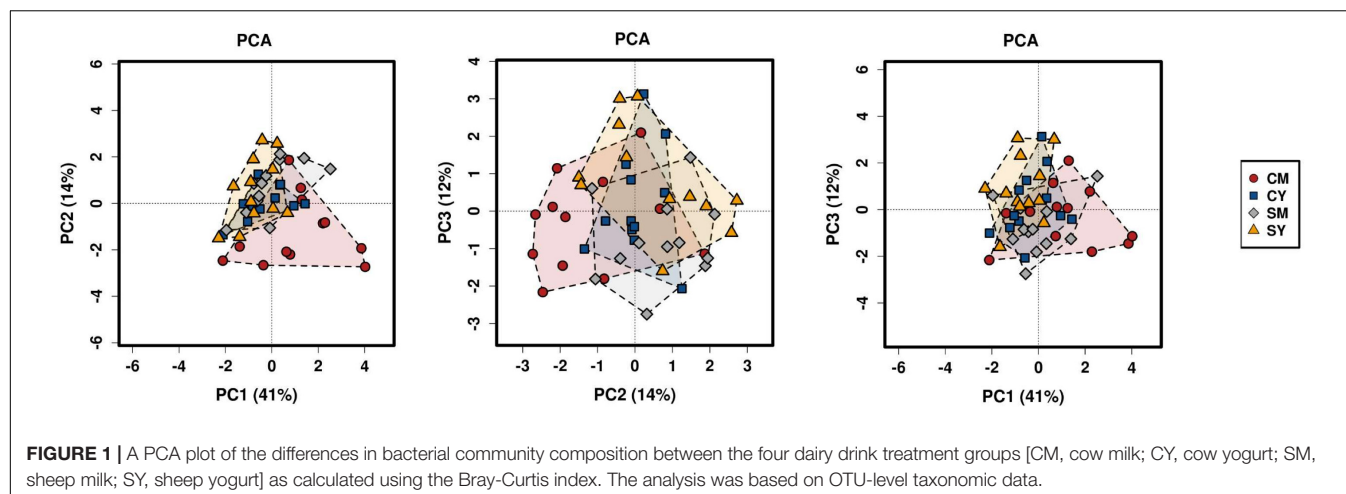 PCA
PC2 (14%)
6
4
2
0
-2
-4
-6
-6 -4 -2 0 2 4 6
PC1 (41%)
PCA
PC3 (12%)
4
3
2
1
0
-1
-2
-3
-3 -2 -1 0 1 2 3
PC2 (14%)
PCA
PC3 (12%)
6
4
2
0
-2
-4
-6 -4 -2 0 2 4 6
PC1 (41%)
CM
CY
SM
SY
FIGURE 1 | A PCA plot of the differences in bacterial community composition between the four dairy drink treatment groups [CM, cow milk; CY, cow yogurt; SM,
sheep milk; SY, sheep yogurt] as calculated using the Bray-Curtis index. The analysis was based on OTU-level taxonomic data.